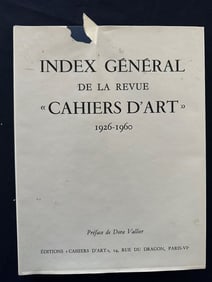 INDEX GÉNÉRAL
DE LA REVUE
« CAHIERS D'ART »
1926-1960
Préface de Dora Vallier
ÉDITIONS « CAHIERS D'ART », 14, RUE DU DRAGON, PARIS-VIᵉ